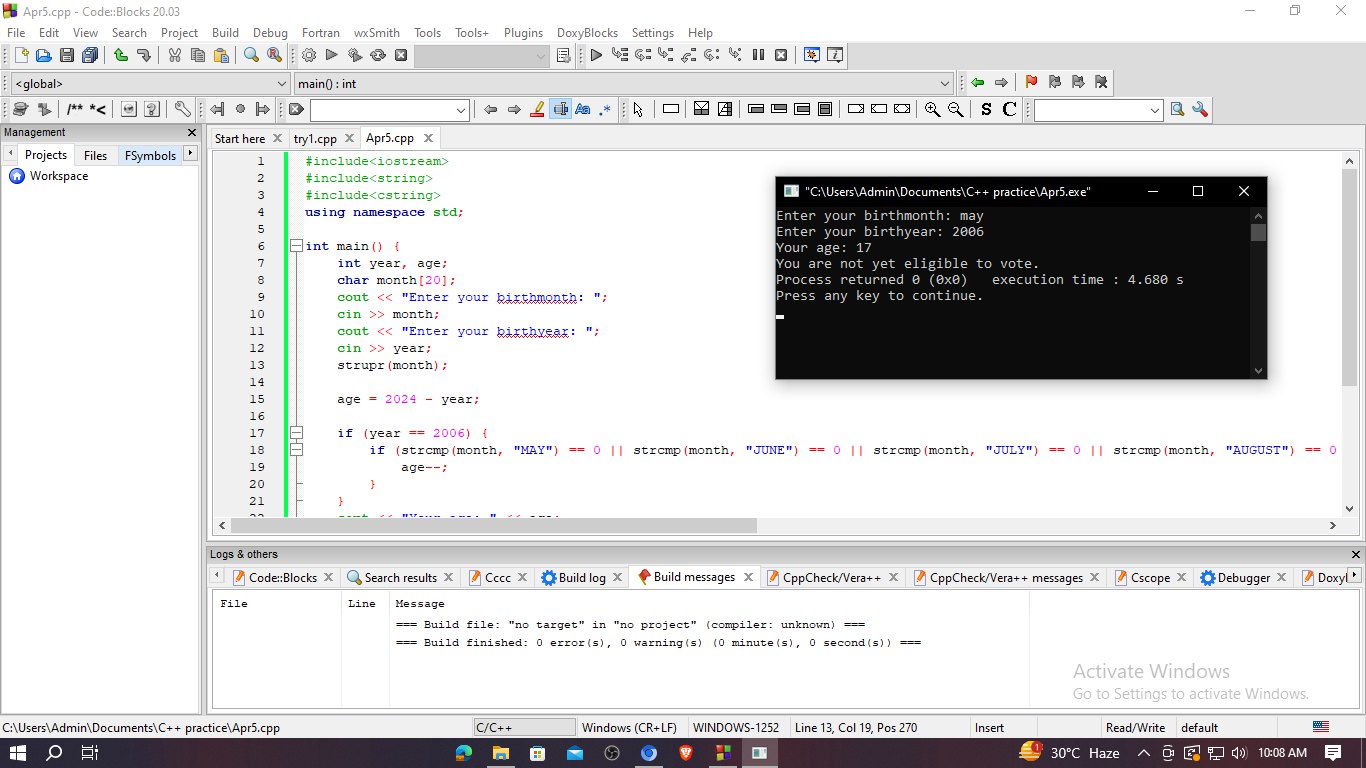 Apr5.cpp - Code::Blocks 20.03
File Edit View Search Project Build Debug Fortran wxSmith Tools Tools+ Plugins DoxyBlocks Settings Help
<global> main() : int
/** *< Aa .* S C
Management
Projects Files FSymbols
Workspace
Start here try1.cpp Apr5.cpp
1 #include<iostream>
2 #include<string>
3 #include<cstring>
4 using namespace std;
5
6 int main() {
7 int year, age;
8 char month[20];
9 cout << "Enter your birthmonth: ";
10 cin >> month;
11 cout << "Enter your birthyear: ";
12 cin >> year;
13 strupr(month);
14
15 age = 2024 - year;
16
17 if (year == 2006) {
18 if (strcmp(month, "MAY") == 0 || strcmp(month, "JUNE") == 0 || strcmp(month, "JULY") == 0 || strcmp(month, "AUGUST") == 0
19 age--;
20 }
21 }
"C:\Users\Admin\Documents\C++ practice\Apr5.exe"
Enter your birthmonth: may
Enter your birthyear: 2006
Your age: 17
You are not yet eligible to vote.
Process returned 0 (0x0) execution time : 4.680 s
Press any key to continue.
Logs & others
Code::Blocks Search results Cccc Build log Build messages CppCheck/Vera++ CppCheck/Vera++ messages Cscope Debugger Doxyl
File Line Message
=== Build file: "no target" in "no project" (compiler: unknown) ===
=== Build finished: 0 error(s), 0 warning(s) (0 minute(s), 0 second(s)) ===
Activate Windows
Go to Settings to activate Windows.
C:\Users\Admin\Documents\C++ practice\Apr5.cpp C/C++ Windows (CR+LF) WINDOWS-1252 Line 13, Col 19, Pos 270 Insert Read/Write default
1 30°C Haze 10:08 AM